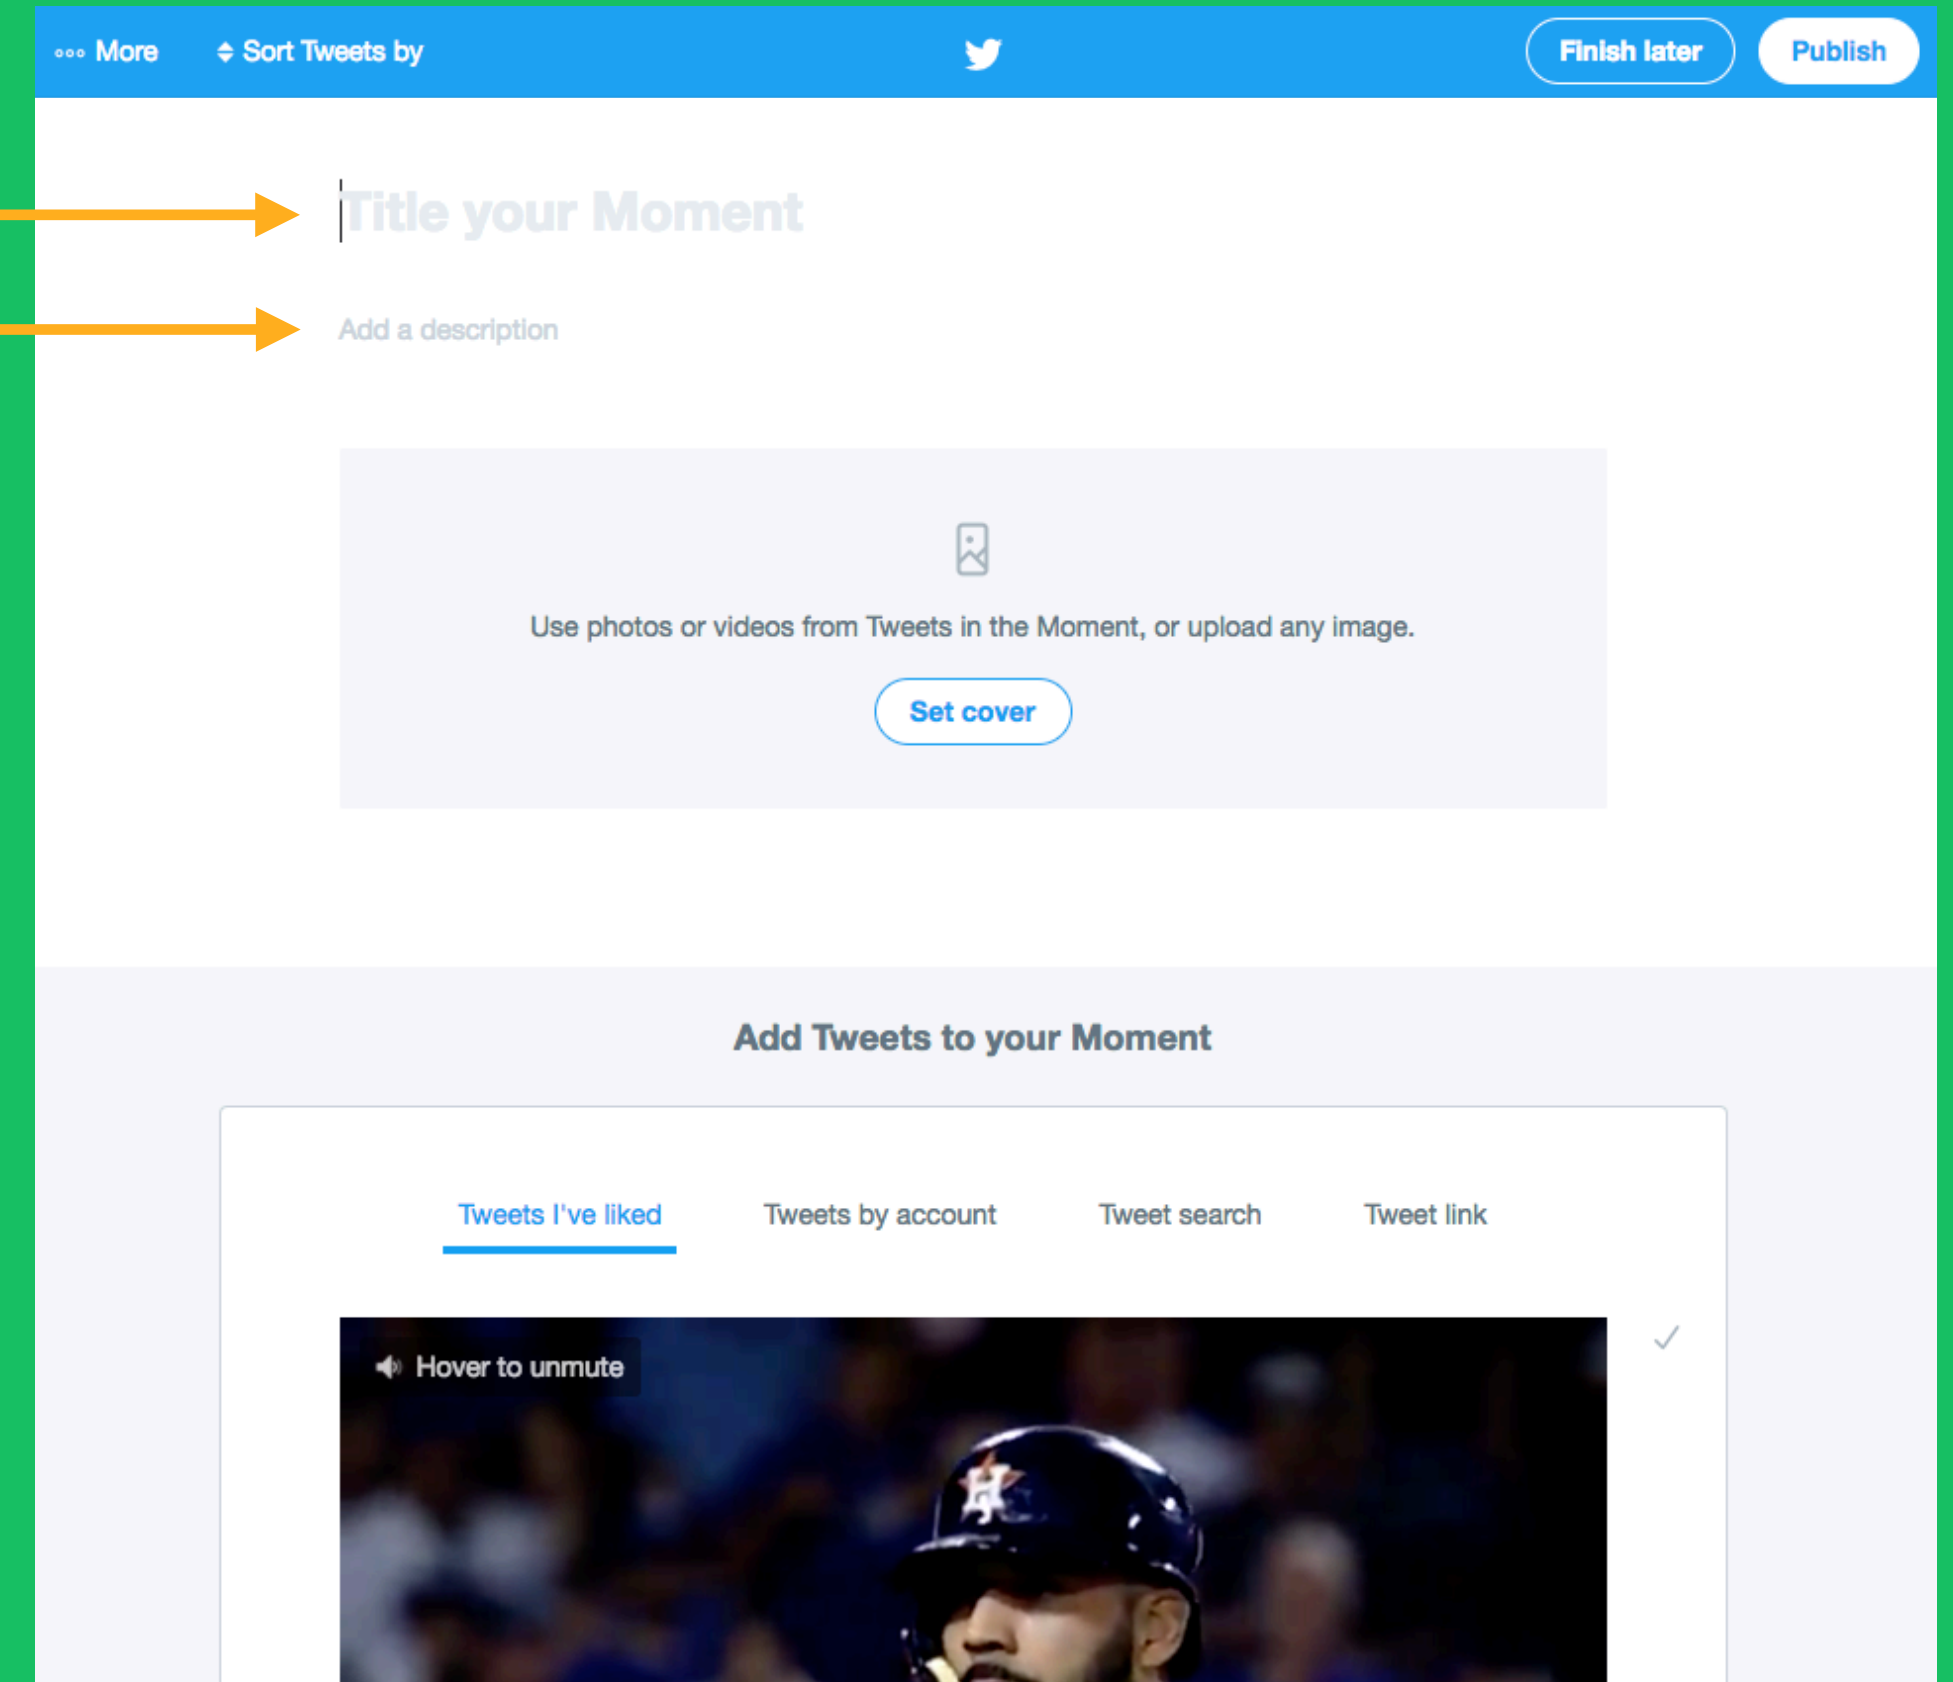 More
Sort Tweets by
Finish later
Publish
Title your Moment
Add a description
Use photos or videos from Tweets in the Moment, or upload any image.
Set cover
Add Tweets to your Moment
Tweets I've liked
Tweets by account
Tweet search
Tweet link
Hover to unmute
H